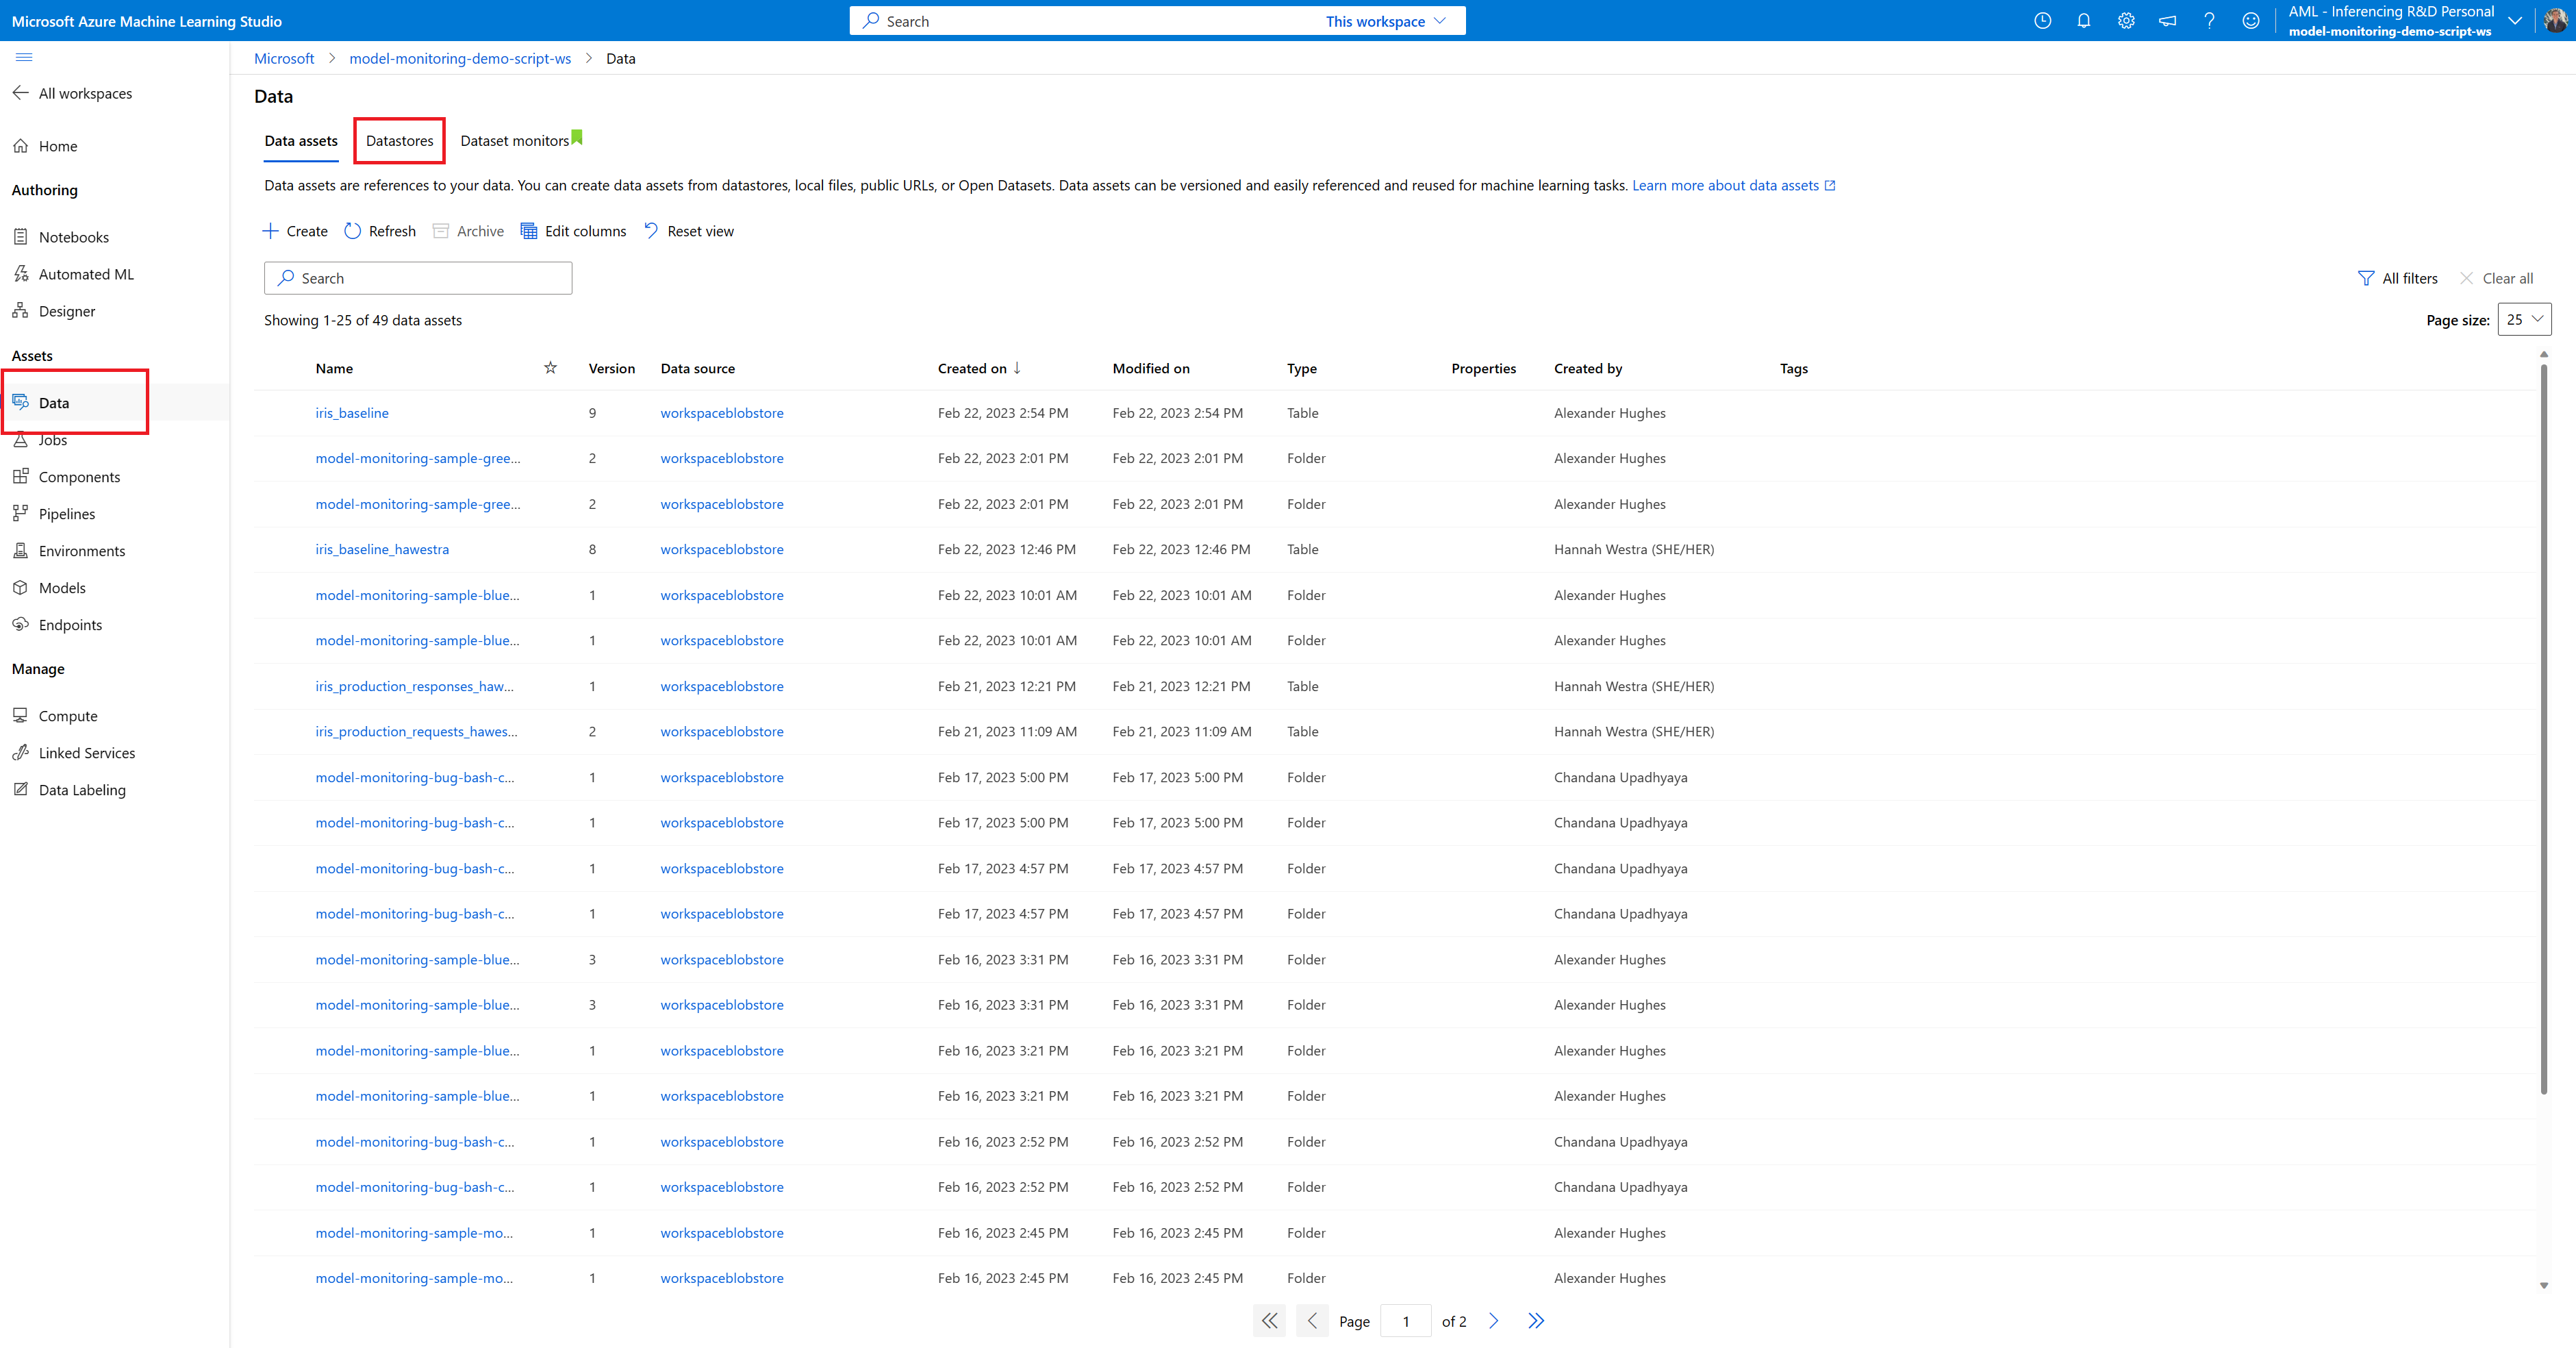 Microsoft Azure Machine Learning Studio
Search
This workspace
AML - Inferencing R&D Personal
model-monitoring-demo-script-ws
Microsoft > model-monitoring-demo-script-ws > Data
All workspaces
Home
Authoring
Notebooks
Automated ML
Designer
Assets
Data
Jobs
Components
Pipelines
Environments
Models
Endpoints
Manage
Compute
Linked Services
Data Labeling
Data
Data assets Datastores Dataset monitors
Data assets are references to your data. You can create data assets from datastores, local files, public URLs, or Open Datasets. Data assets can be versioned and easily referenced and reused for machine learning tasks. Learn more about data assets
Create Refresh Archive Edit columns Reset view
Search
All filters Clear all
Showing 1-25 of 49 data assets
Page size: 25
Name Version Data source Created on ↓ Modified on Type Properties Created by Tags
iris_baseline 9 workspaceblobstore Feb 22, 2023 2:54 PM Feb 22, 2023 2:54 PM Table Alexander Hughes
model-monitoring-sample-gree... 2 workspaceblobstore Feb 22, 2023 2:01 PM Feb 22, 2023 2:01 PM Folder Alexander Hughes
model-monitoring-sample-gree... 2 workspaceblobstore Feb 22, 2023 2:01 PM Feb 22, 2023 2:01 PM Folder Alexander Hughes
iris_baseline_hawestra 8 workspaceblobstore Feb 22, 2023 12:46 PM Feb 22, 2023 12:46 PM Table Hannah Westra (SHE/HER)
model-monitoring-sample-blue... 1 workspaceblobstore Feb 22, 2023 10:01 AM Feb 22, 2023 10:01 AM Folder Alexander Hughes
model-monitoring-sample-blue... 1 workspaceblobstore Feb 22, 2023 10:01 AM Feb 22, 2023 10:01 AM Folder Alexander Hughes
iris_production_responses_haw... 1 workspaceblobstore Feb 21, 2023 12:21 PM Feb 21, 2023 12:21 PM Table Hannah Westra (SHE/HER)
iris_production_requests_hawes... 2 workspaceblobstore Feb 21, 2023 11:09 AM Feb 21, 2023 11:09 AM Table Hannah Westra (SHE/HER)
model-monitoring-bug-bash-c... 1 workspaceblobstore Feb 17, 2023 5:00 PM Feb 17, 2023 5:00 PM Folder Chandana Upadhyaya
model-monitoring-bug-bash-c... 1 workspaceblobstore Feb 17, 2023 5:00 PM Feb 17, 2023 5:00 PM Folder Chandana Upadhyaya
model-monitoring-bug-bash-c... 1 workspaceblobstore Feb 17, 2023 4:57 PM Feb 17, 2023 4:57 PM Folder Chandana Upadhyaya
model-monitoring-bug-bash-c... 1 workspaceblobstore Feb 17, 2023 4:57 PM Feb 17, 2023 4:57 PM Folder Chandana Upadhyaya
model-monitoring-sample-blue... 3 workspaceblobstore Feb 16, 2023 3:31 PM Feb 16, 2023 3:31 PM Folder Alexander Hughes
model-monitoring-sample-blue... 3 workspaceblobstore Feb 16, 2023 3:31 PM Feb 16, 2023 3:31 PM Folder Alexander Hughes
model-monitoring-sample-blue... 1 workspaceblobstore Feb 16, 2023 3:21 PM Feb 16, 2023 3:21 PM Folder Alexander Hughes
model-monitoring-sample-blue... 1 workspaceblobstore Feb 16, 2023 3:21 PM Feb 16, 2023 3:21 PM Folder Alexander Hughes
model-monitoring-bug-bash-c... 1 workspaceblobstore Feb 16, 2023 2:52 PM Feb 16, 2023 2:52 PM Folder Chandana Upadhyaya
model-monitoring-bug-bash-c... 1 workspaceblobstore Feb 16, 2023 2:52 PM Feb 16, 2023 2:52 PM Folder Chandana Upadhyaya
model-monitoring-sample-mo... 1 workspaceblobstore Feb 16, 2023 2:45 PM Feb 16, 2023 2:45 PM Folder Alexander Hughes
model-monitoring-sample-mo... 1 workspaceblobstore Feb 16, 2023 2:45 PM Feb 16, 2023 2:45 PM Folder Alexander Hughes
Page 1 of 2